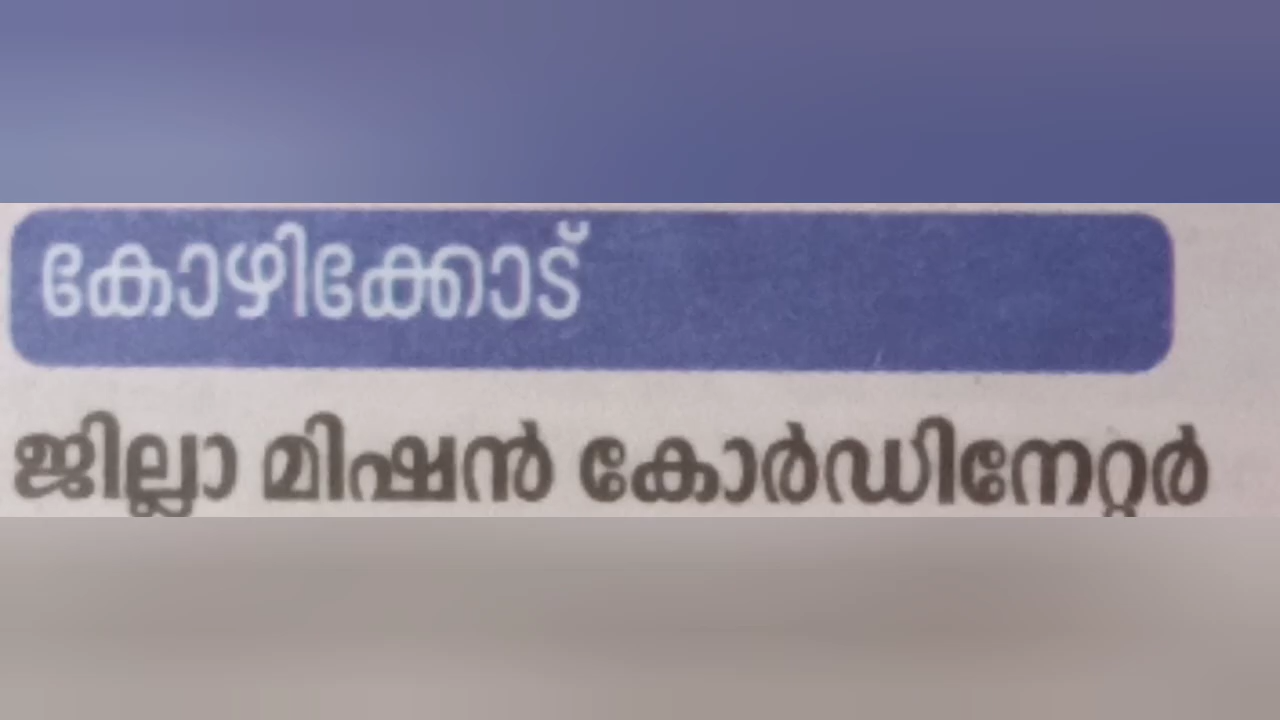 കോഴിക്കോട്
ജില്ലാ മിഷൻ കോർഡിനേറ്റർ